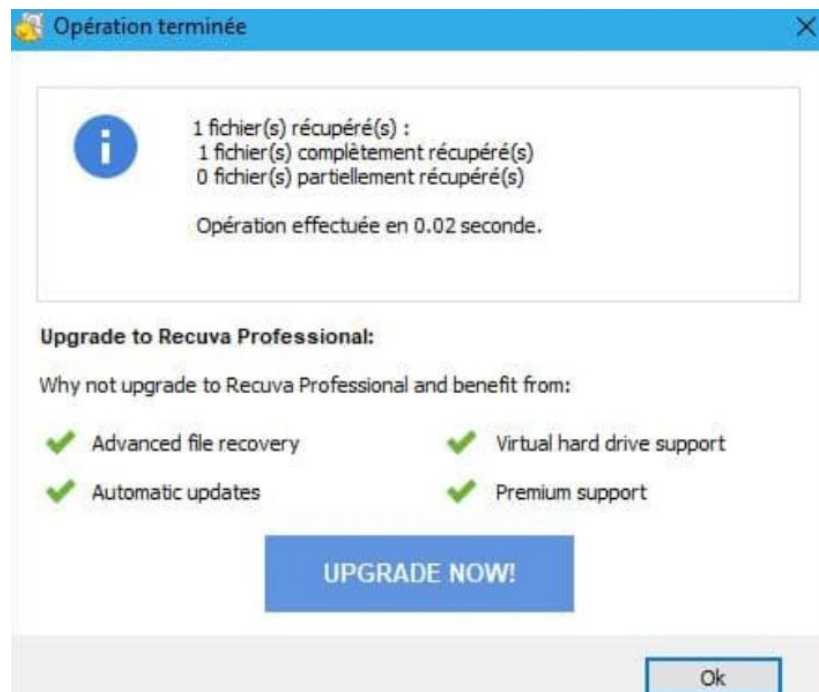 Opération terminée
1 fichier(s) récupéré(s) :
1 fichier(s) complètement récupéré(s)
0 fichier(s) partiellement récupéré(s)
Opération effectuée en 0.02 seconde.
Upgrade to Recuva Professional:
Why not upgrade to Recuva Professional and benefit from:
Advanced file recovery
Virtual hard drive support
Automatic updates
Premium support
UPGRADE NOW!
Ok